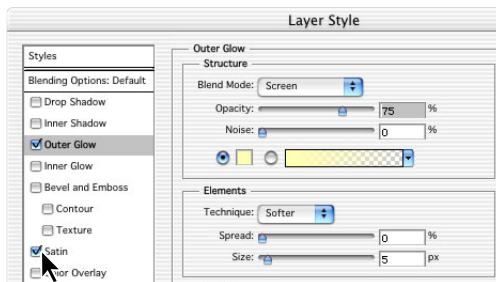 Layer Style
Styles
Blending Options: Default
Drop Shadow
Inner Shadow
Outer Glow
Inner Glow
Bevel and Emboss
Contour
Texture
Satin
Overlay
Outer Glow
Structure
Blend Mode: Screen
Opacity: 75 %
Noise: 0 %
Elements
Technique: Softer
Spread: 0 %
Size: 5 px